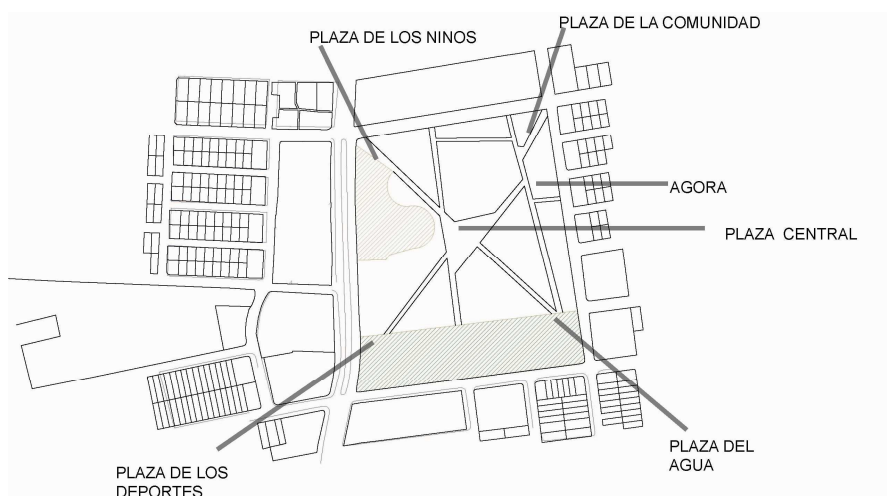 PLAZA DE LA COMUNIDAD
PLAZA DE LOS NINOS
AGORA
PLAZA CENTRAL
PLAZA DEL
AGUA
PLAZA DE LOS
DEPORTES